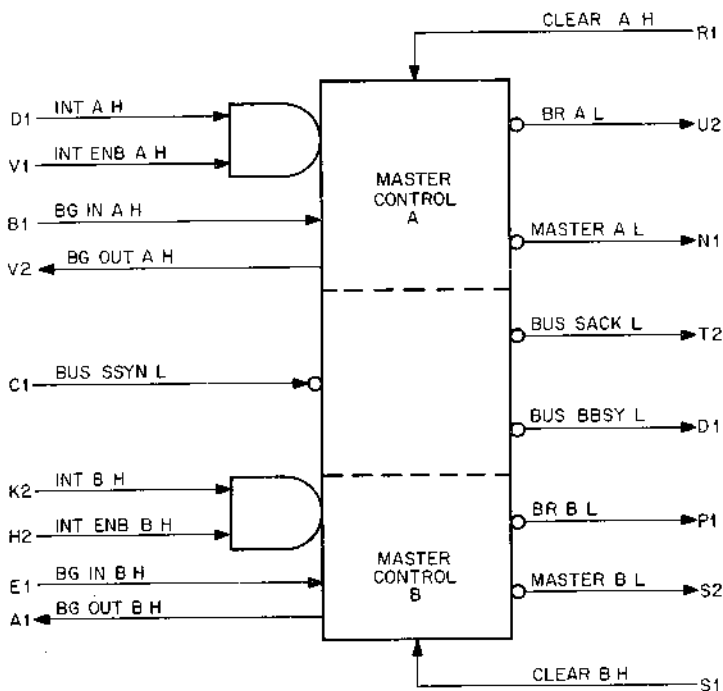 CLEAR A H
R1
D1 INT A H
V1 INT ENB A H
B1 BG IN A H
V2 BG OUT A H
MASTER
CONTROL
A
BR A L U2
MASTER A L N1
BUS SACK L T2
C1 BUS SSYN L
BUS BBSY L D1
K2 INT B H
H2 INT ENB B H
E1 BG IN B H
A1 BG OUT B H
MASTER
CONTROL
B
BR B L P1
MASTER B L S2
CLEAR B H
S1